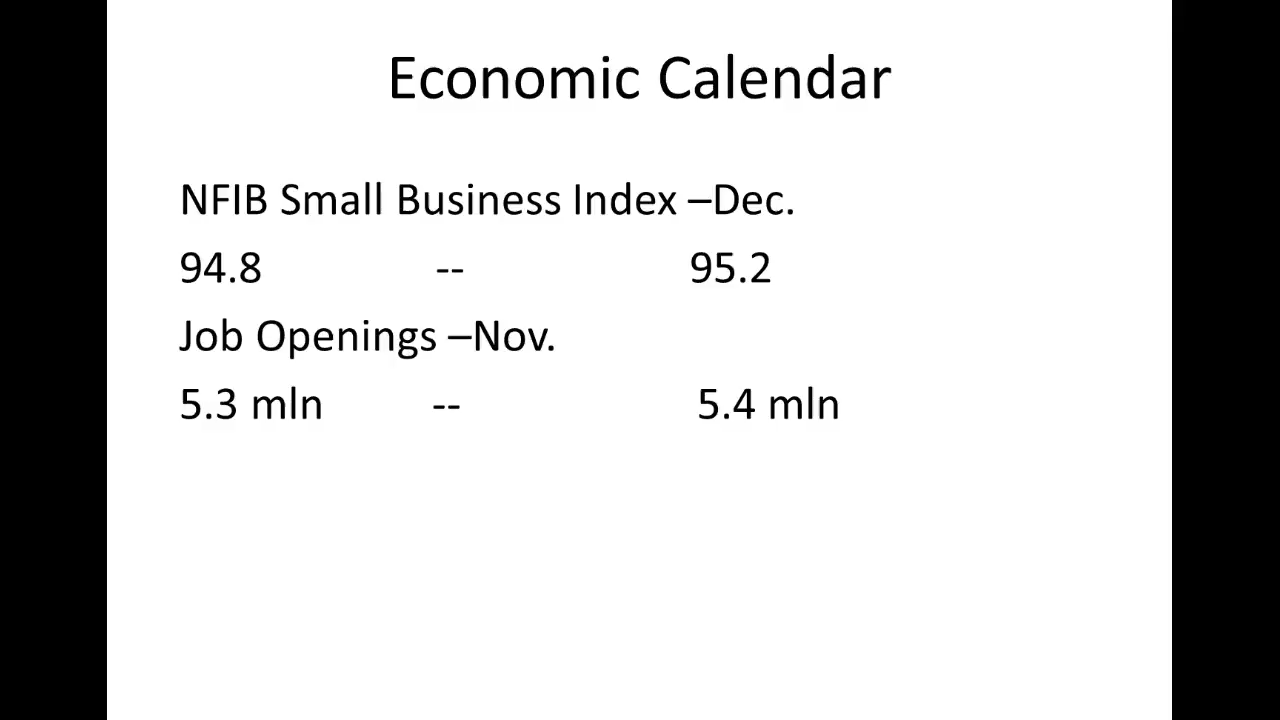 Economic Calendar
NFIB Small Business Index –Dec.
94.8 -- 95.2
Job Openings –Nov.
5.3 mln -- 5.4 mln